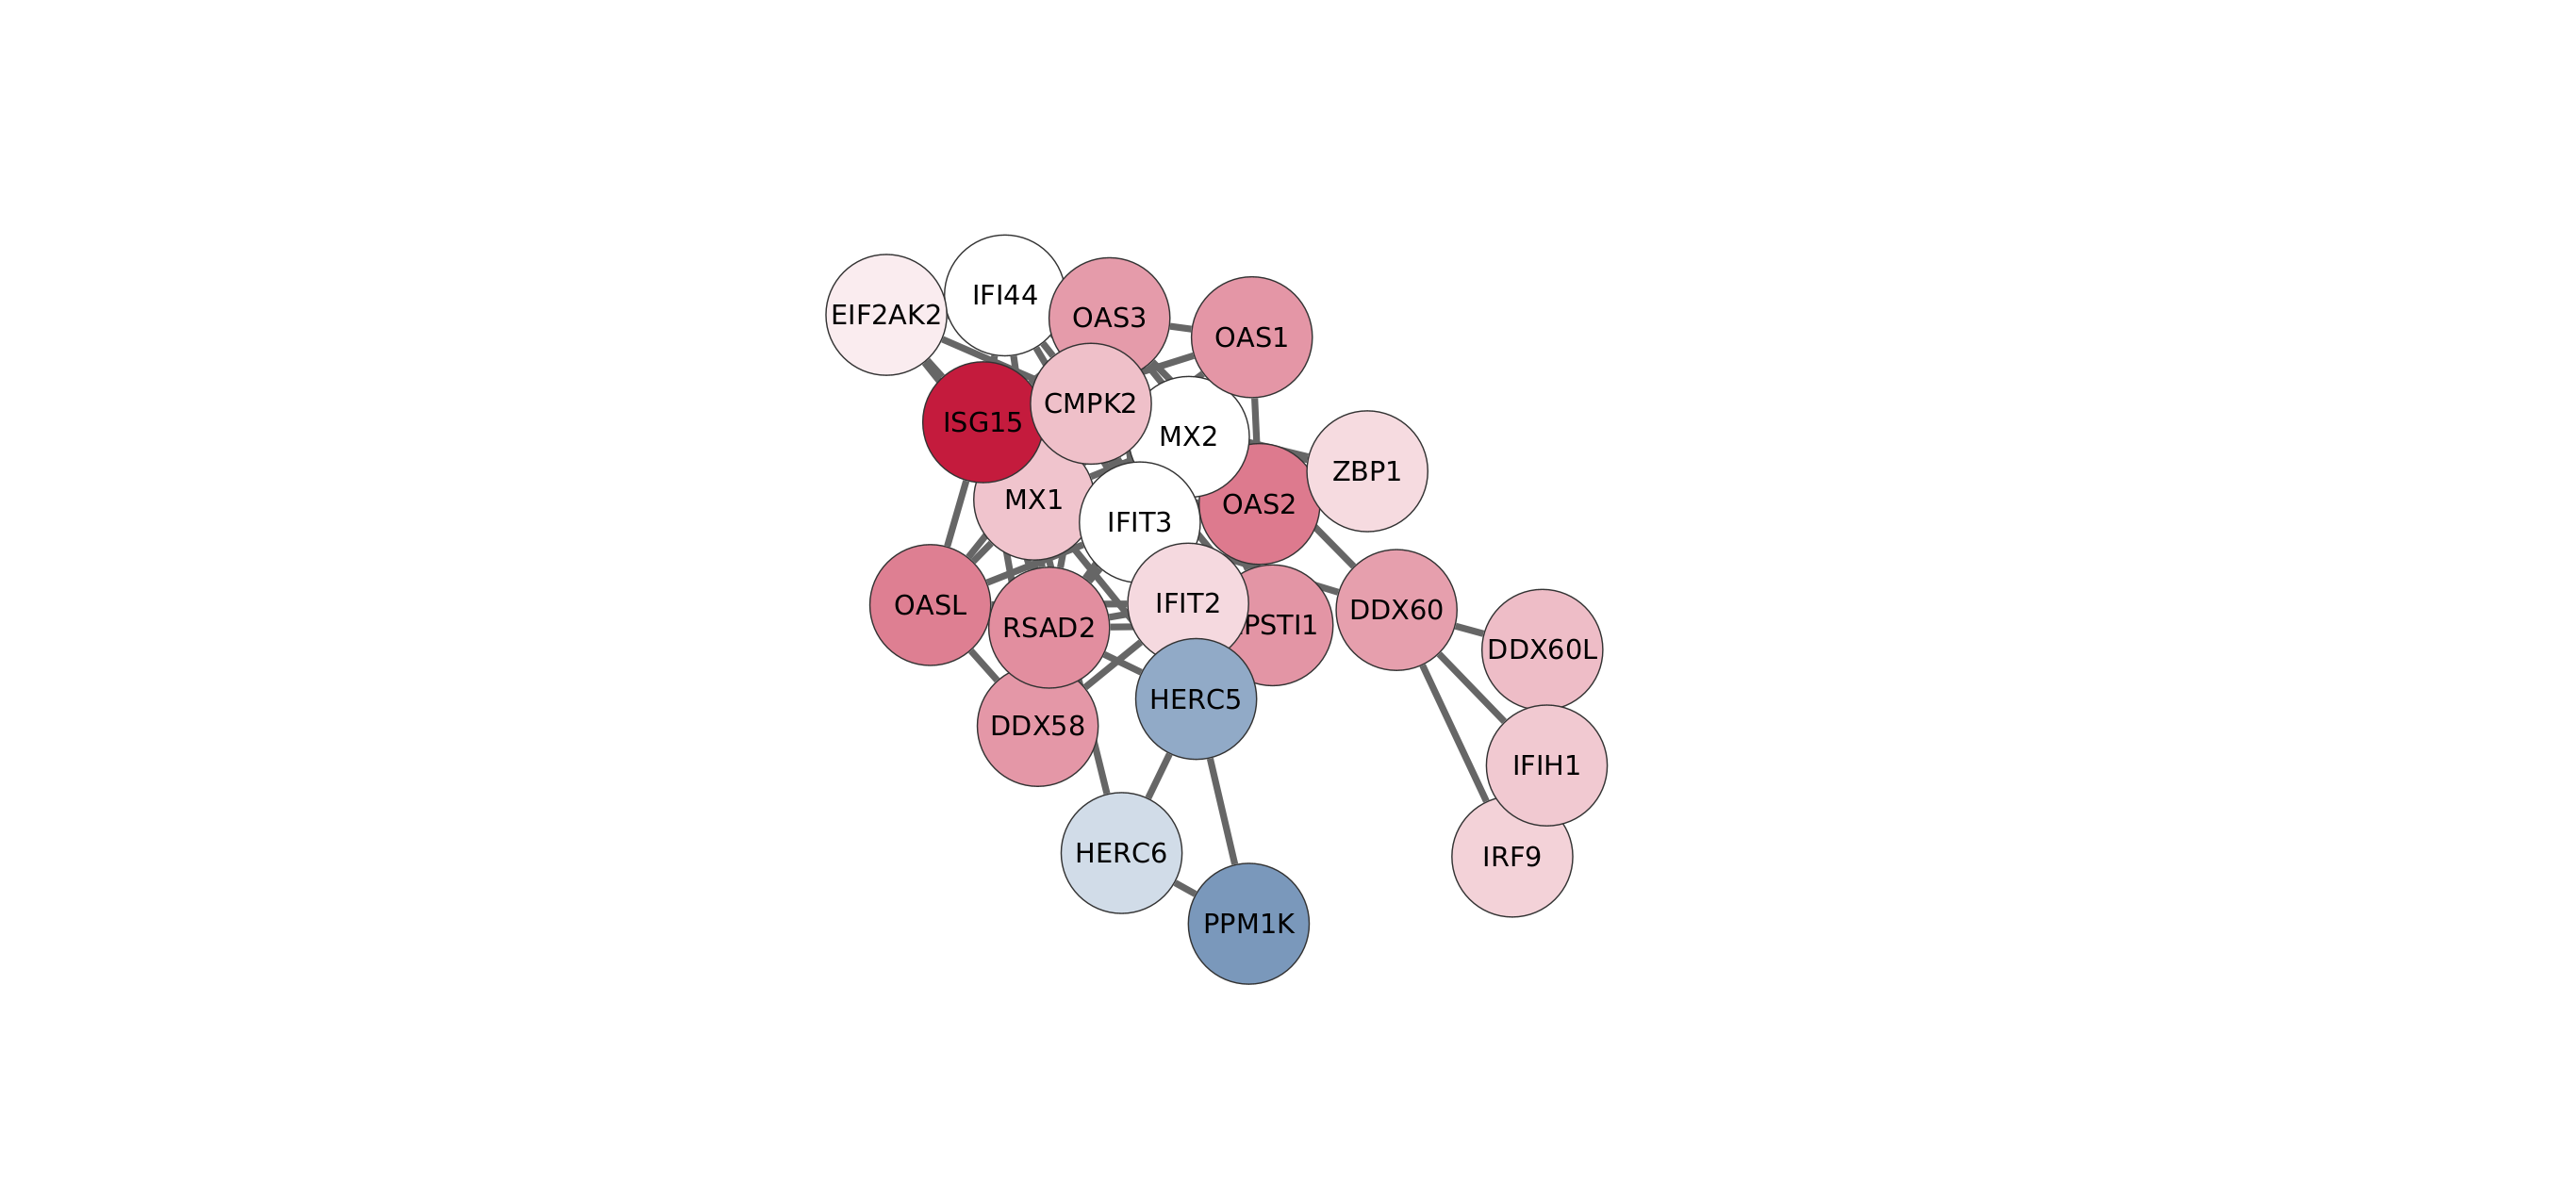 IFI44
EIF2AK2
OAS3
OAS1
CMPK2
ISG15
MX2
ZBP1
MX1
OAS2
IFIT3
IFIT2
OASL
DDX60
PSTI1
RSAD2
DDX60L
HERC5
DDX58
IFIH1
HERC6
IRF9
PPM1K